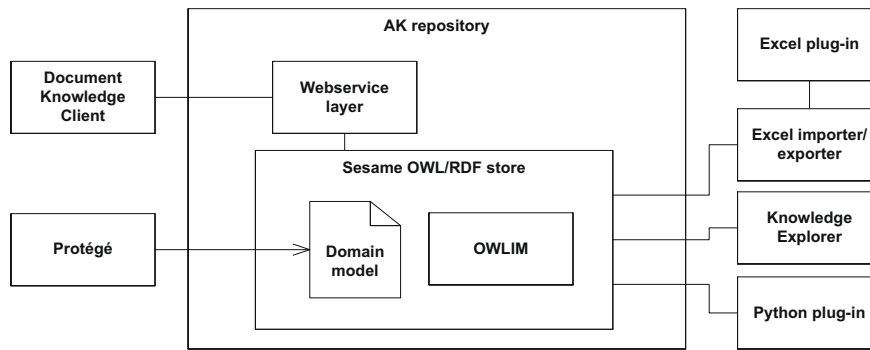 AK repository
Excel plug-in
Document
Knowledge
Client
Webservice
layer
Excel importer/
exporter
Sesame OWL/RDF store
Knowledge
Explorer
Protégé
Domain
model
OWLIM
Python plug-in